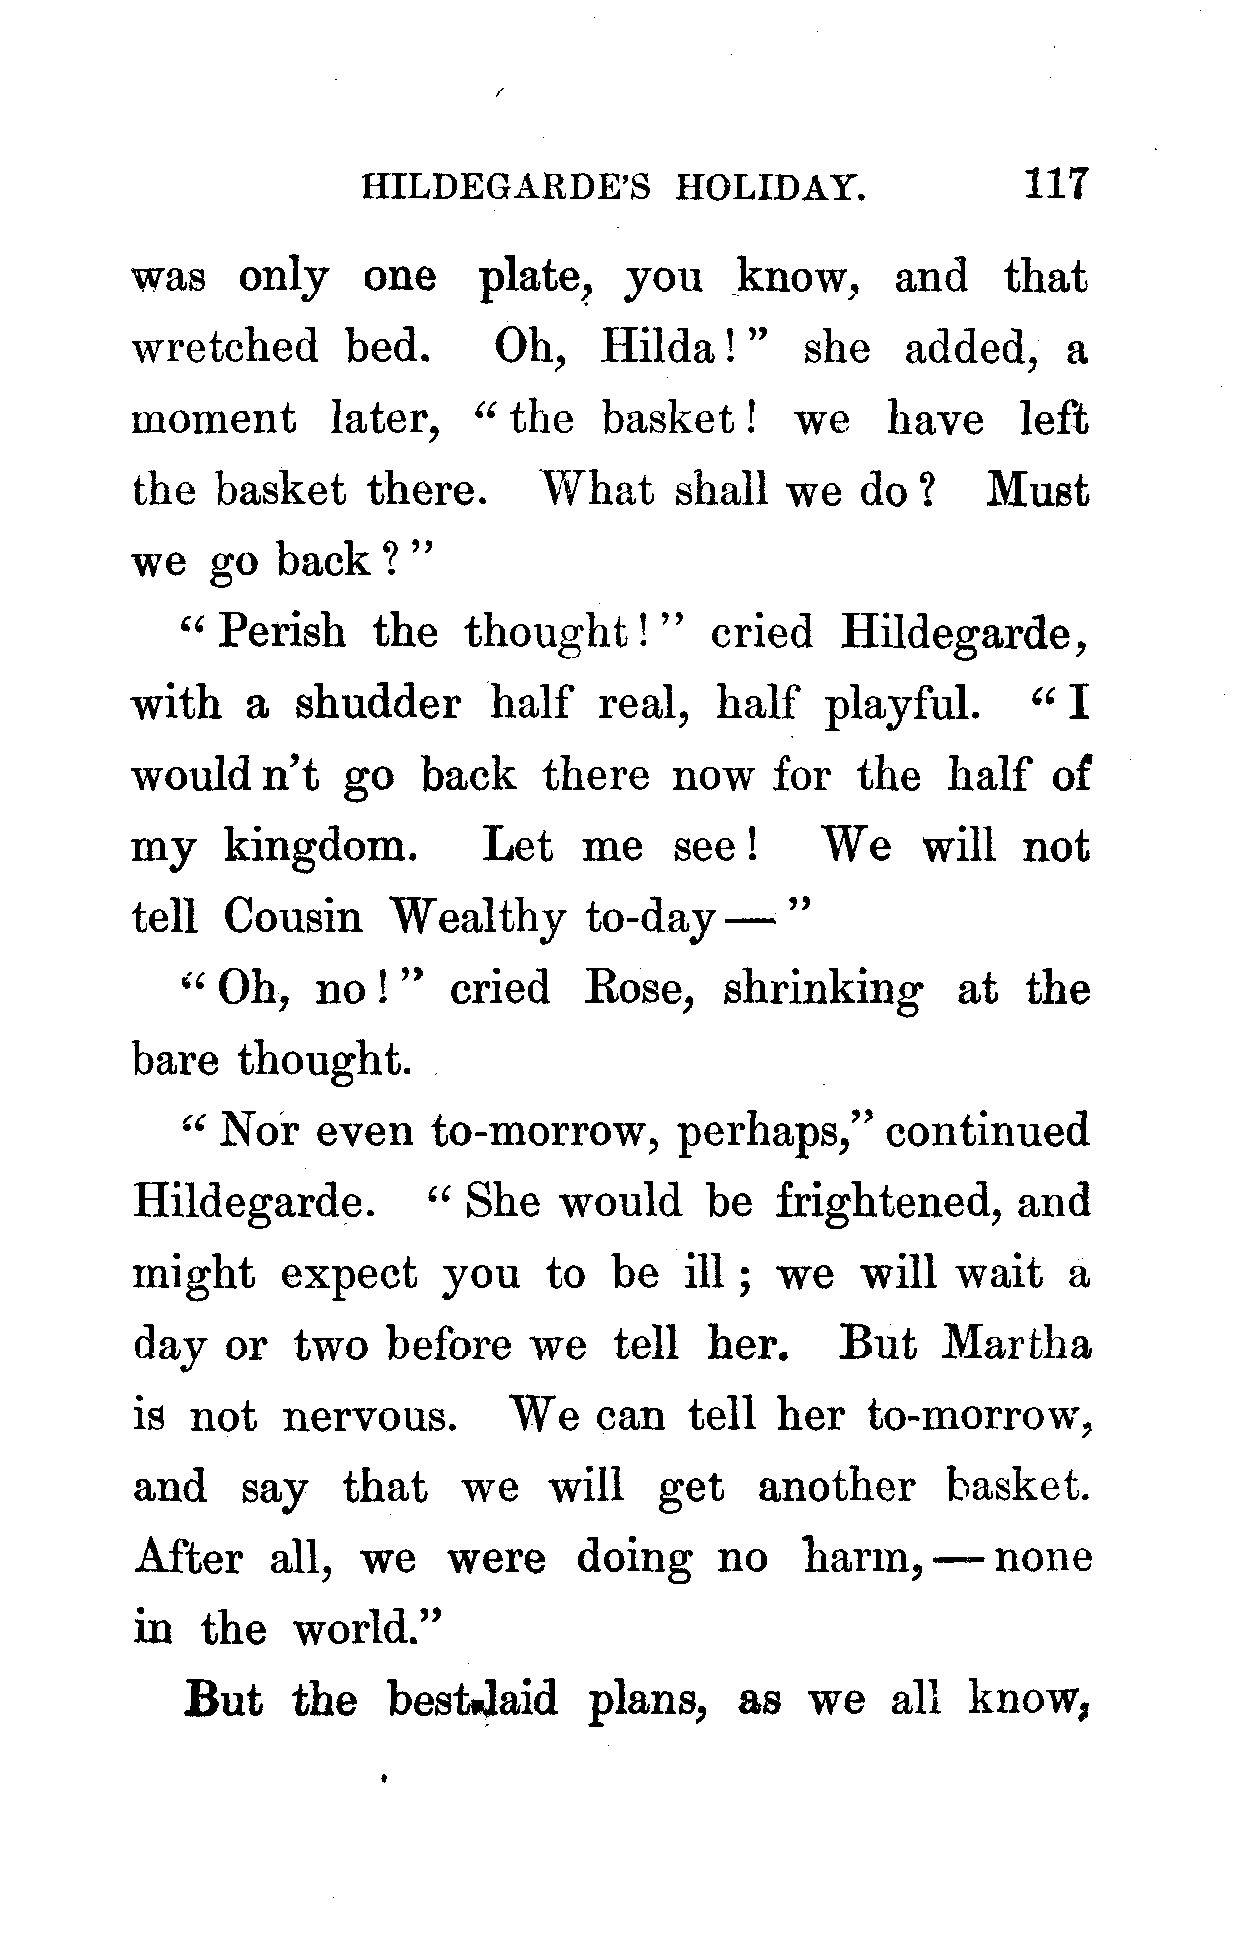 HILDEGARDE'S HOLIDAY. 117
was only one plate, you know, and that
wretched bed. Oh, Hilda!" she added, a
moment later, "the basket! we have left
the basket there. What shall we do? Must
we go back?"
"Perish the thought!" cried Hildegarde,
with a shudder half real, half playful. "I
would n't go back there now for the half of
my kingdom. Let me see! We will not
tell Cousin Wealthy to-day—"
"Oh, no!" cried Rose, shrinking at the
bare thought.
"Nor even to-morrow, perhaps," continued
Hildegarde. "She would be frightened, and
might expect you to be ill; we will wait a
day or two before we tell her. But Martha
is not nervous. We can tell her to-morrow,
and say that we will get another basket.
After all, we were doing no harm,—none
in the world."
But the best-laid plans, as we all know,